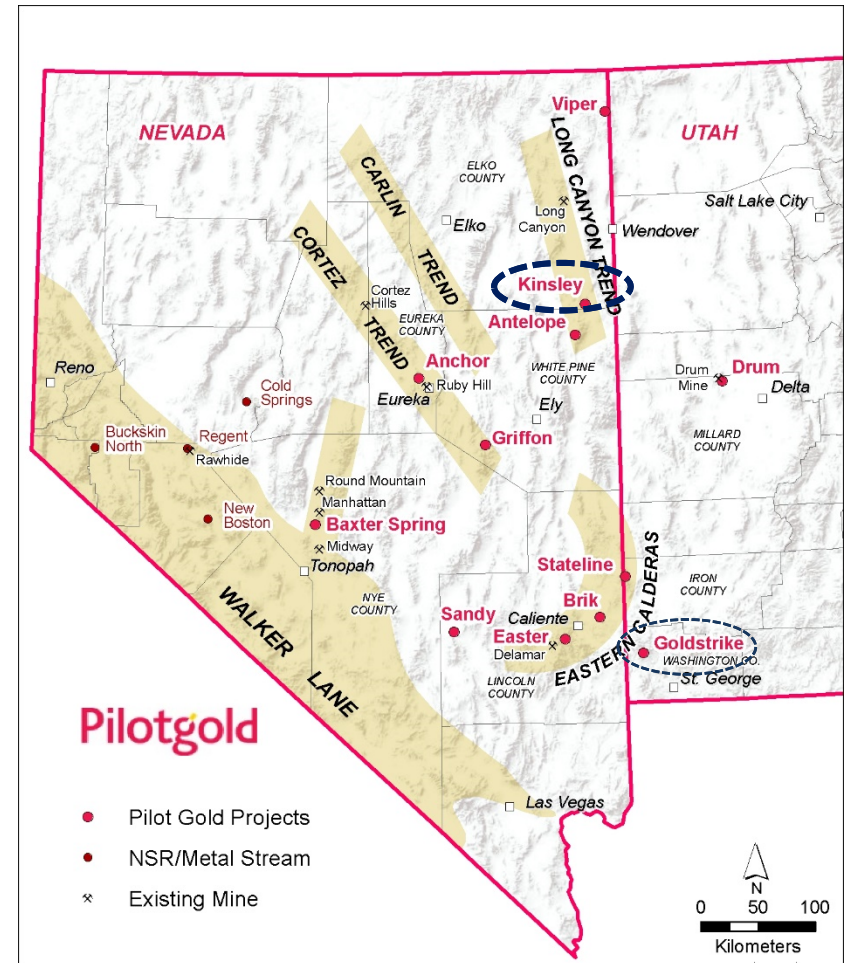 Viper
NEVADA
UTAH
LONG CANYON TREND
CARLIN
TREND
ELKO
COUNTY
Long
Canyon
Elko
Salt Lake City
Wendover
CORTEZ
TREND
Cortez
Hills
EUREKA
COUNTY
Kinsley
Antelope
Reno
Anchor
Ruby Hill
Eureka
WHITE PINE
COUNTY
Drum
Mine
Drum
Delta
Cold
Springs
Ely
Buckskin
North
Regent
Rawhide
Griffon
MILLARD
COUNTY
New
Boston
Round Mountain
Manhattan
Baxter Spring
Midway
Tonopah
Stateline
IRON
COUNTY
NYE
COUNTY
Sandy
Caliente
Brik
Easter
Delamar
EASTERN CALDERAS
Goldstrike
WASHINGTON CO.
St. George
LINCOLN
COUNTY
WALKER
LANE
Pilotgold
Las Vegas
Pilot Gold Projects
NSR/Metal Stream
Existing Mine
N
0 50 100
Kilometers